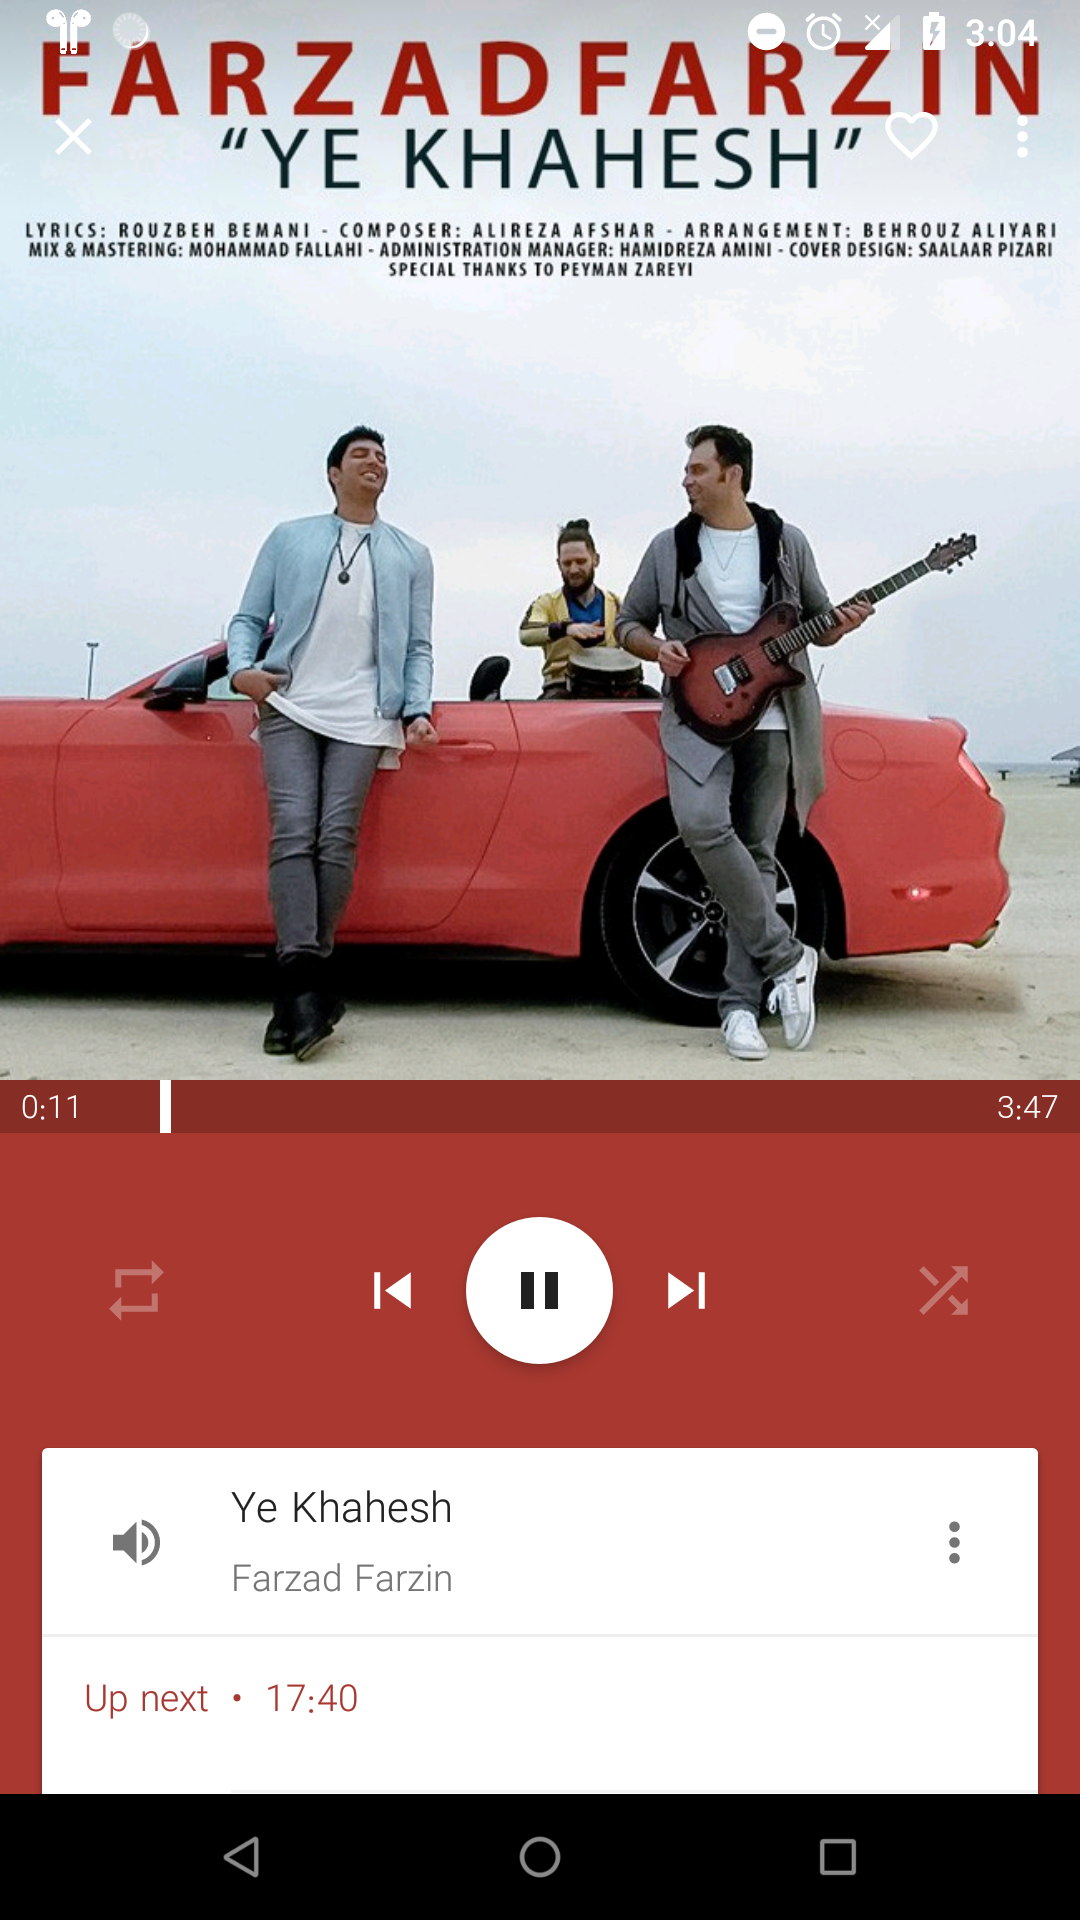 3:04
FARZADFARZIN
“YE KHAHESH”
LYRICS: ROUZBEH BEMANI - COMPOSER: ALIREZA AFSHAR - ARRANGEMENT: BEHROUZ ALIYARI
MIX & MASTERING: MOHAMMAD FALLAHI - ADMINISTRATION MANAGER: HAMIDREZA AMINI - COVER DESIGN: SAALAAR PIZARI
SPECIAL THANKS TO PEYMAN ZAREYI
0:11 3:47
Ye Khahesh
Farzad Farzin
Up next • 17:40